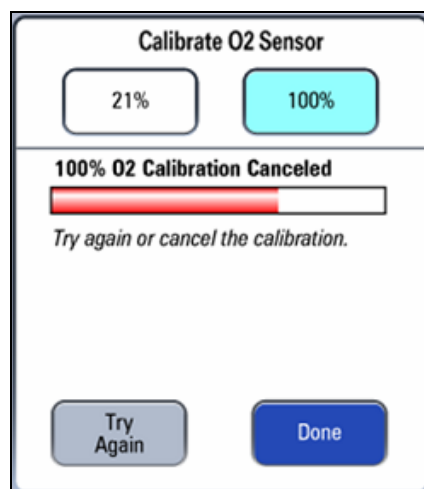 Calibrate O2 Sensor
21%
100%
100% O2 Calibration Canceled
Try again or cancel the calibration.
Try
Again
Done